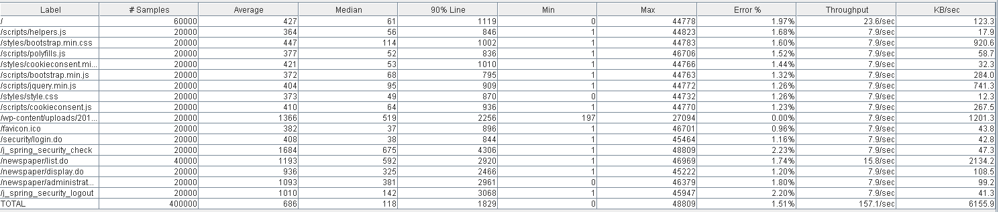 Label # Samples Average Median 90% Line Min Max Error % Throughput KB/sec
/ 60000 427 61 1119 0 44778 1.97% 23.6/sec 123.3
/scripts/helpers.js 20000 364 56 846 1 44823 1.68% 7.9/sec 17.9
/styles/bootstrap.min.css 20000 447 114 1002 1 44783 1.60% 7.9/sec 920.6
/scripts/polyfills.js 20000 377 52 836 1 46706 1.52% 7.9/sec 58.7
/styles/cookieconsent.mi... 20000 421 53 1010 1 44766 1.44% 7.9/sec 32.3
/scripts/bootstrap.min.js 20000 372 68 795 1 44763 1.32% 7.9/sec 284.0
/scripts/jquery.min.js 20000 404 95 909 1 44772 1.26% 7.9/sec 741.3
/styles/style.css 20000 373 49 870 0 44732 1.26% 7.9/sec 12.3
/scripts/cookieconsent.js 20000 410 64 936 1 44770 1.23% 7.9/sec 267.5
/wp-content/uploads/201... 20000 1366 519 2256 197 27094 0.00% 7.9/sec 1201.3
/favicon.ico 20000 382 37 896 1 46701 0.96% 7.9/sec 43.8
/security/login.do 20000 408 38 844 1 45464 1.16% 7.9/sec 42.8
/j_spring_security_check 20000 1684 675 4306 1 48809 2.23% 7.9/sec 47.3
/newspaper/list.do 40000 1193 592 2920 1 46969 1.74% 15.8/sec 2134.2
/newspaper/display.do 20000 936 325 2466 1 45222 1.20% 7.9/sec 108.5
/newspaper/administrat... 20000 1093 381 2961 0 46379 1.80% 7.9/sec 99.2
/j_spring_security_logout 20000 1010 142 3068 1 45947 2.20% 7.9/sec 41.3
TOTAL 400000 686 118 1829 0 48809 1.51% 157.1/sec 6155.9